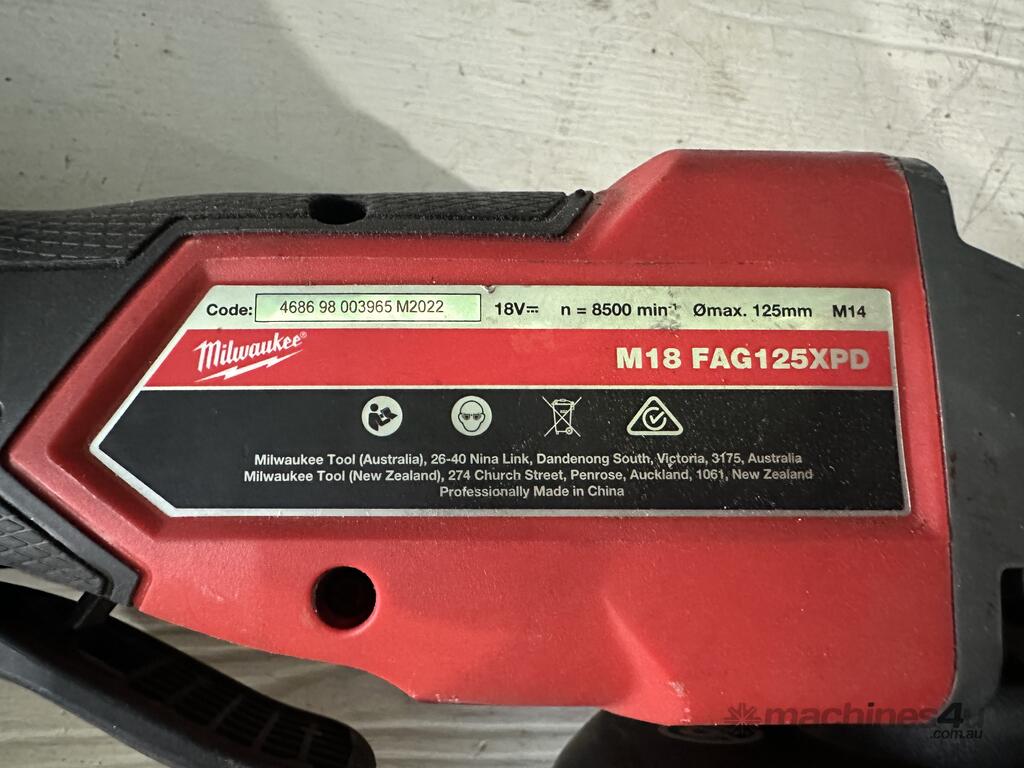 Code: 4686 98 003965 M2022 18V n = 8500 min⁻¹ Ømax. 125mm M14
Milwaukee® M18 FAG125XPD
Milwaukee Tool (Australia), 26-40 Nina Link, Dandenong South, Victoria, 3175, Australia
Milwaukee Tool (New Zealand), 274 Church Street, Penrose, Auckland, 1061, New Zealand
Professionally Made in China
machines4u
.com.au